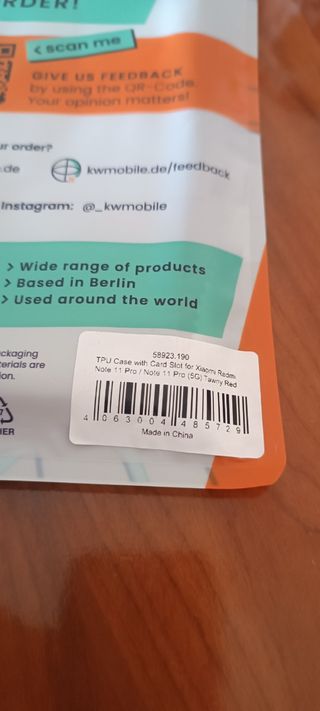 RDER!
< scan me
GIVE US FEEDBACK
by using the QR-Code.
Your opinion matters!
ur order?
.de
kwmobile.de/feedback
Instagram: @_kwmobile
> Wide range of products
> Based in Berlin
> Used around the world
ckaging
terials are
ion.
58923.190
TPU Case with Card Slot for Xiaomi Redmi
Note 11 Pro / Note 11 Pro (5G) Tawny Red
4 063004 485729
Made in China
HER